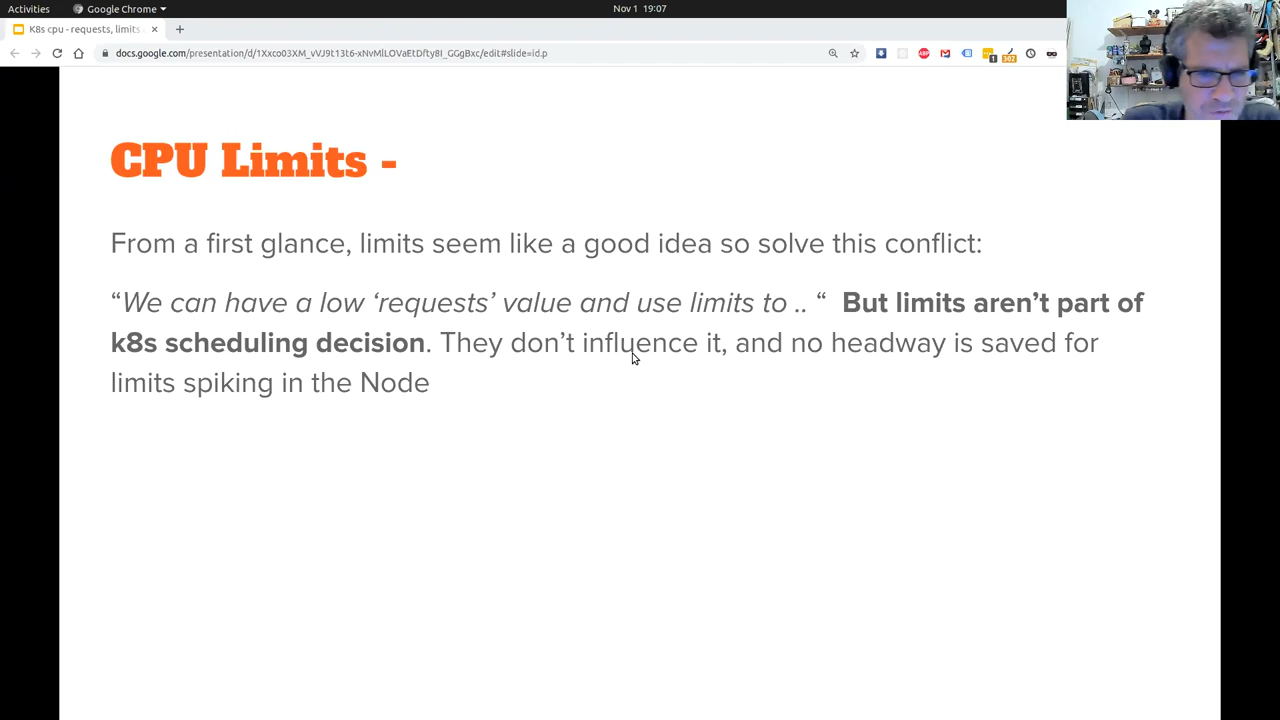 Activities
Google Chrome
Nov 1 19:07
K8s cpu - requests, limits
docs.google.com/presentation/d/1Xxco03XM_vVJ9t13t6-xNvMlLOVaEtDfty8I_GGgBxc/edit#slide=id.p
CPU Limits -
From a first glance, limits seem like a good idea so solve this conflict:
“We can have a low ‘requests’ value and use limits to .. “ But limits aren’t part of
k8s scheduling decision. They don’t influence it, and no headway is saved for
limits spiking in the Node